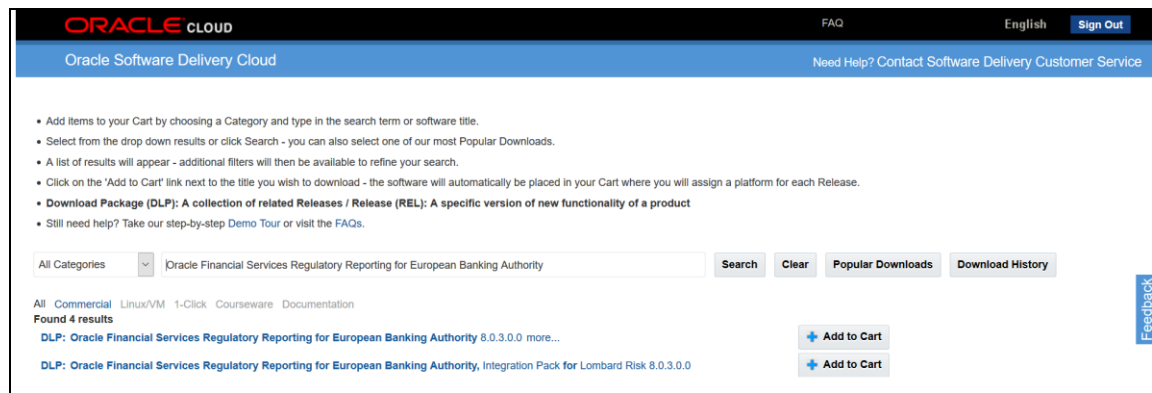 ORACLE CLOUD
FAQ
English
Sign Out
Oracle Software Delivery Cloud
Need Help? Contact Software Delivery Customer Service
• Add items to your Cart by choosing a Category and type in the search term or software title.
• Select from the drop down results or click Search - you can also select one of our most Popular Downloads.
• A list of results will appear - additional filters will then be available to refine your search.
• Click on the 'Add to Cart' link next to the title you wish to download - the software will automatically be placed in your Cart where you will assign a platform for each Release.
• Download Package (DLP): A collection of related Releases / Release (REL): A specific version of new functionality of a product
• Still need help? Take our step-by-step Demo Tour or visit the FAQs.
All Categories Oracle Financial Services Regulatory Reporting for European Banking Authority Search Clear Popular Downloads Download History
Feedback
All Commercial Linux/VM 1-Click Courseware Documentation
Found 4 results
DLP: Oracle Financial Services Regulatory Reporting for European Banking Authority 8.0.3.0.0 more... Add to Cart
DLP: Oracle Financial Services Regulatory Reporting for European Banking Authority, Integration Pack for Lombard Risk 8.0.3.0.0 Add to Cart